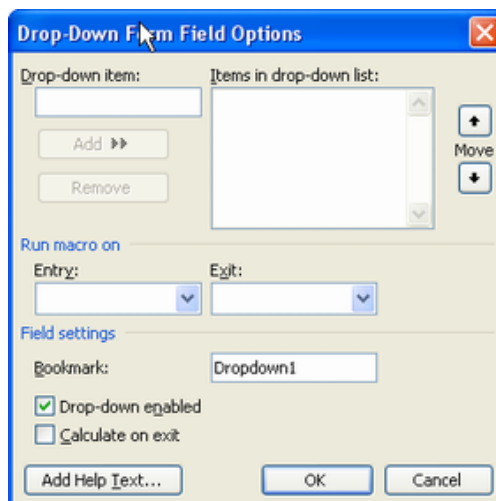 Drop-Down Form Field Options
Drop-down item:
Items in drop-down list:
Add
Remove
Move
Run macro on
Entry:
Exit:
Field settings
Bookmark:
Dropdown1
Drop-down enabled
Calculate on exit
Add Help Text...
OK
Cancel